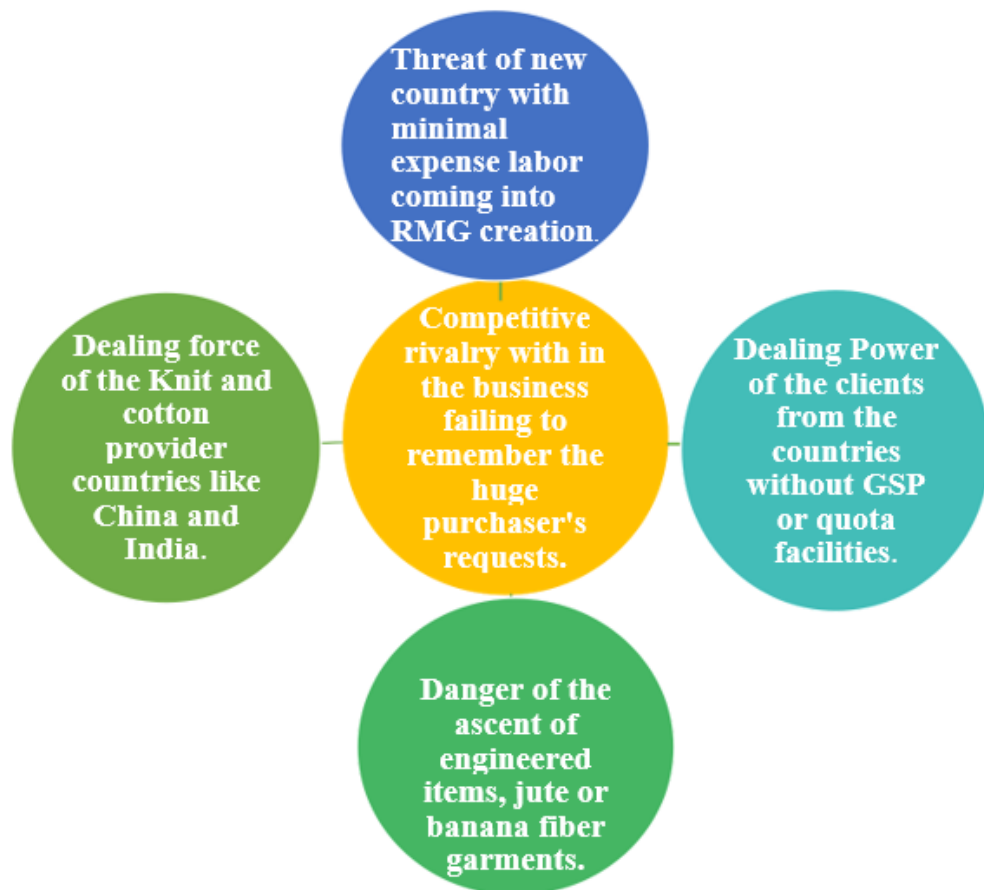 Threat of new
country with
minimal
expense labor
coming into
RMG creation.
Dealing force
of the Knit and
cotton
provider
countries like
China and
India.
Competitive
rivalry with in
the business
failing to
remember the
huge
purchaser's
requests.
Dealing Power
of the clients
from the
countries
without GSP
or quota
facilities.
Danger of the
ascent of
engineered
items, jute or
banana fiber
garments.